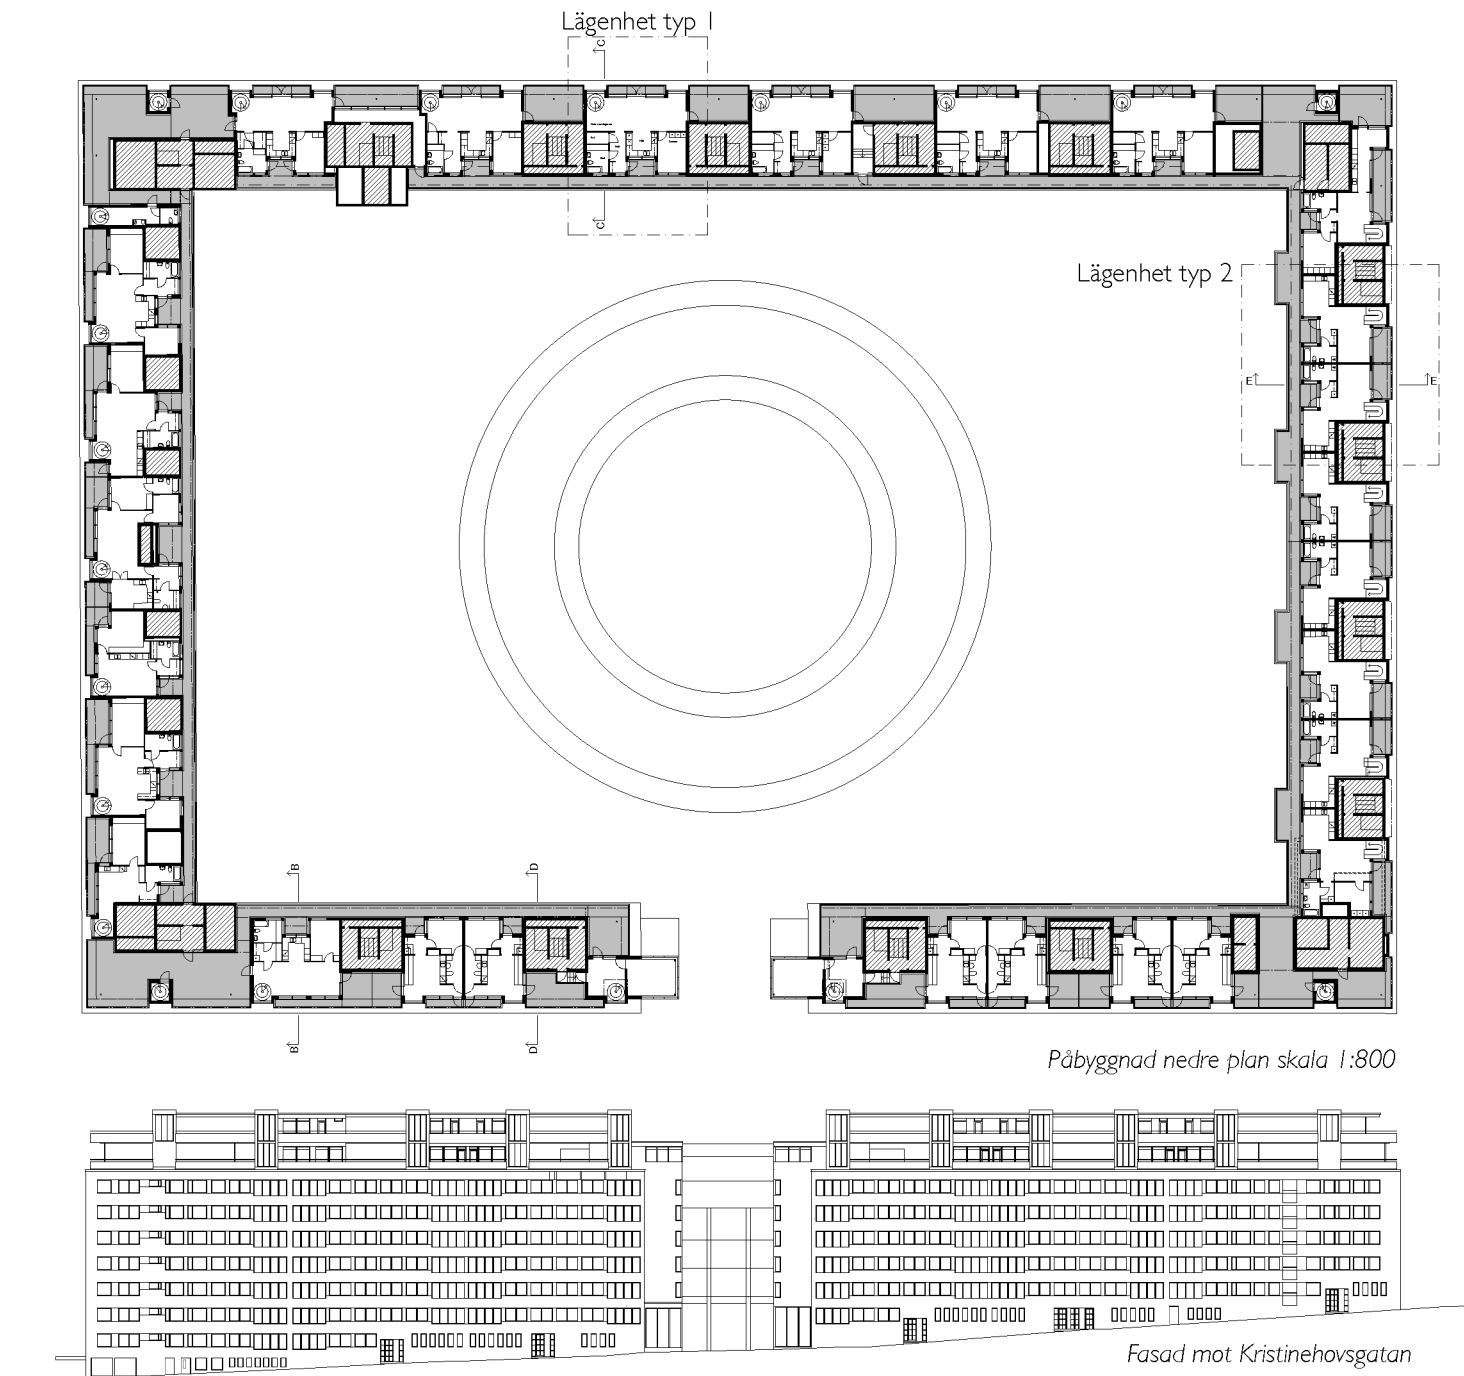 Lägenhet typ 1
C
C
Lägenhet typ 2
E
E
B
D
B
D
Påbyggnad nedre plan skala 1:800
Fasad mot Kristinehovsgatan